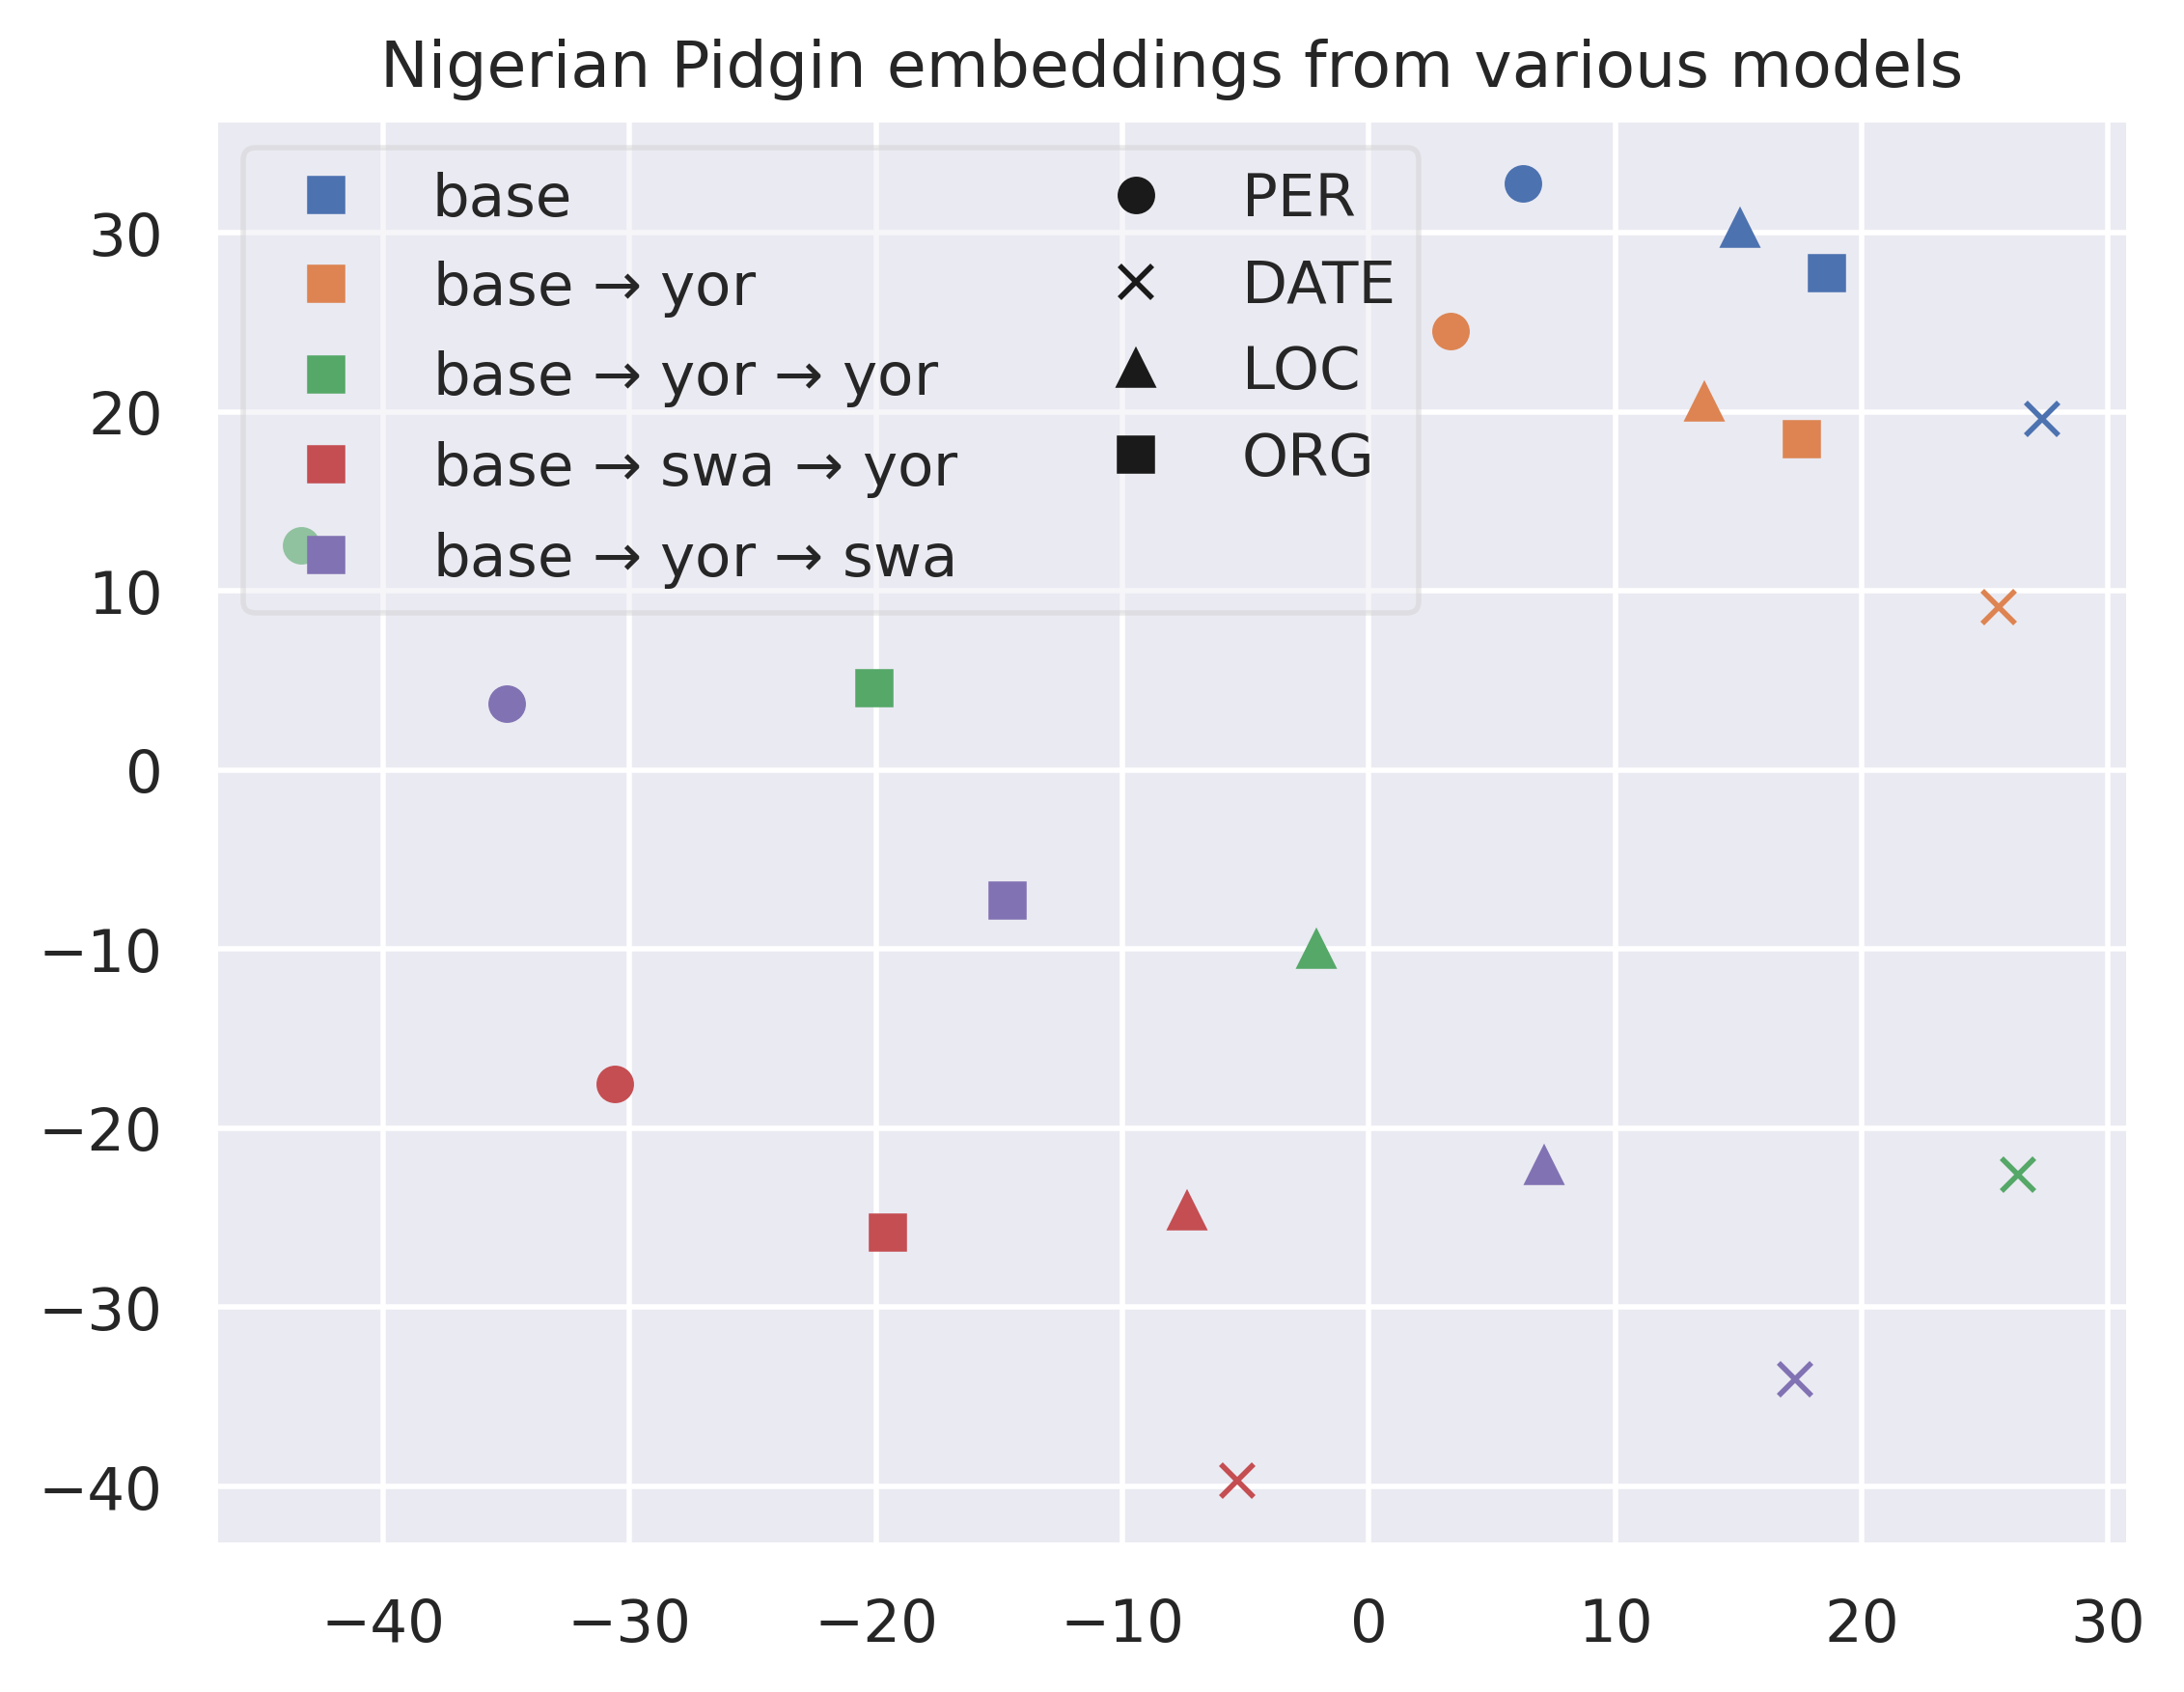 Nigerian Pidgin embeddings from various models
base
base → yor
base → yor → yor
base → swa → yor
base → yor → swa
PER
DATE
LOC
ORG
30
20
10
0
−10
−20
−30
−40
−40 −30 −20 −10 0 10 20 30